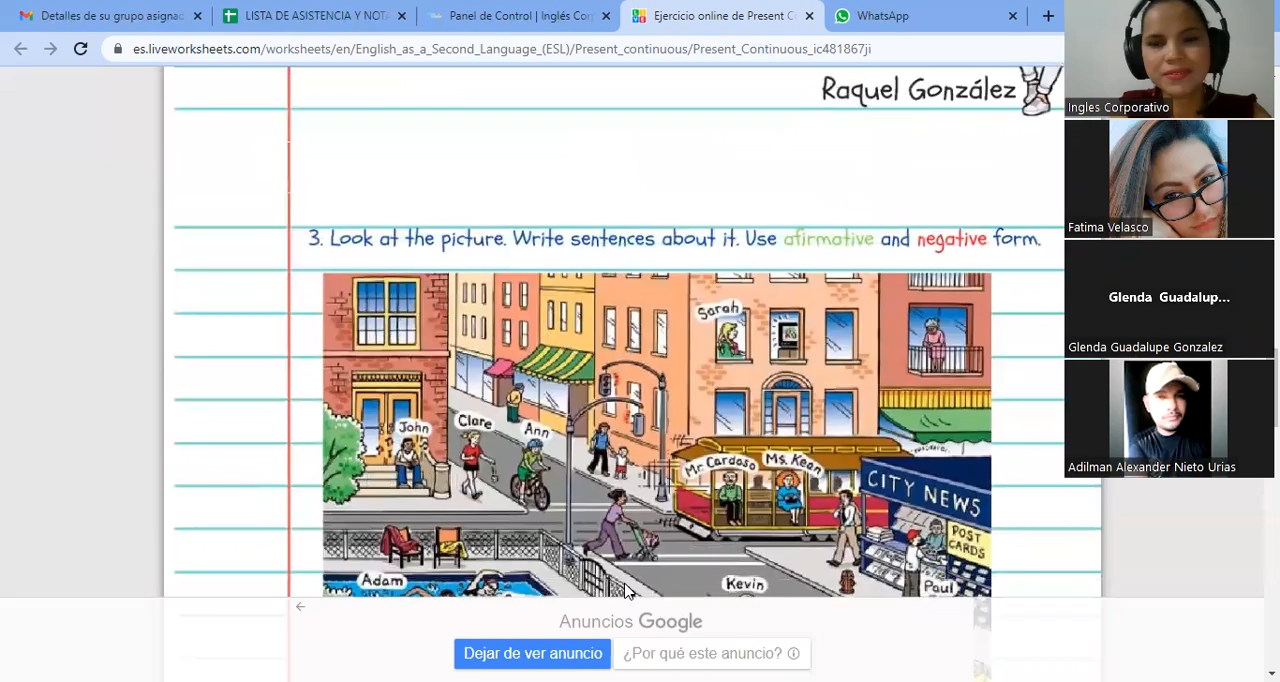 Detalles de su grupo asignac
LISTA DE ASISTENCIA Y NOTA
Panel de Control | Inglés Corp
Ejercicio online de Present Co
WhatsApp
es.liveworksheets.com/worksheets/en/English_as_a_Second_Language_(ESL)/Present_continuous/Present_Continuous_ic481867ji
Raquel González
3. Look at the picture. Write sentences about it. Use afirmative and negative form.
Sarah
John
Clare
Ann
Mr. Cardoso
Ms. Kean
CITY NEWS
POST
CARDS
Adam
Kevin
Paul
Anuncios Google
Dejar de ver anuncio
¿Por qué este anuncio?
Ingles Corporativo
Fatima Velasco
Glenda Guadalup...
Glenda Guadalupe Gonzalez
Adilman Alexander Nieto Urias